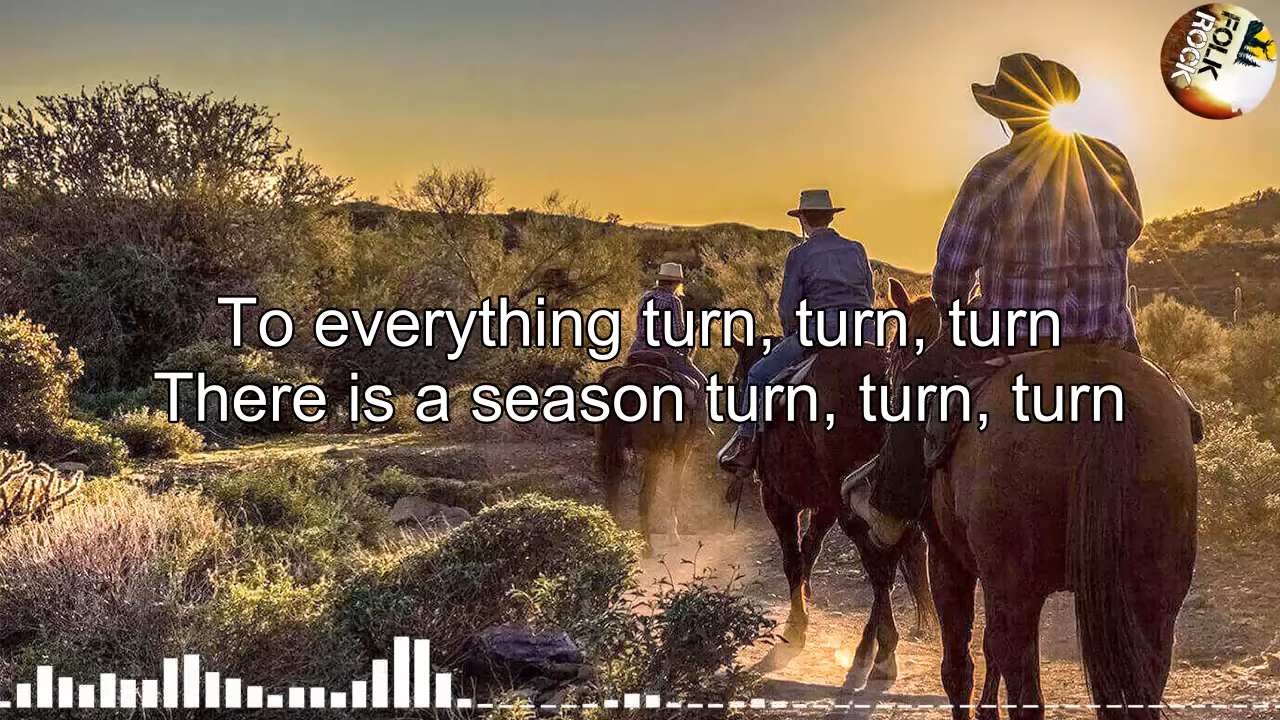 FOLK
ROCK
To everything turn, turn, turn
There is a season turn, turn, turn